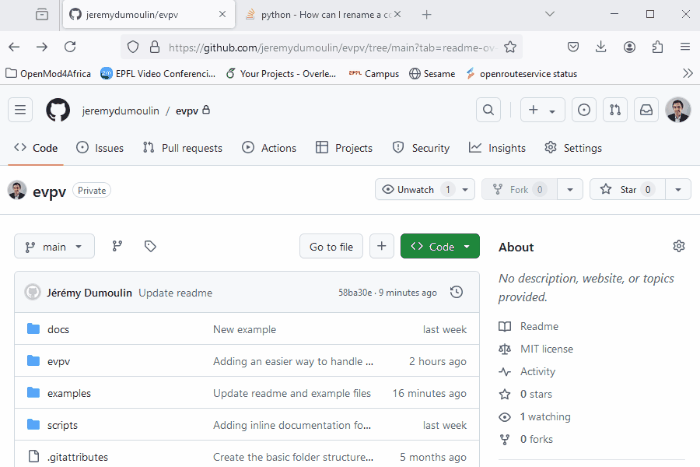 jeremydumoulin/evpv
python - How can I rename a co
https://github.com/jeremydumoulin/evpv/tree/main?tab=readme-ov
OpenMod4Africa
EPFL Video Conferenci...
Your Projects - Overle...
EPFL Campus
Sesame
openrouteservice status
jeremydumoulin / evpv
Code
Issues
Pull requests
Actions
Projects
Security
Insights
Settings
evpv Private
Unwatch 1
Fork 0
Star 0
main
Go to file
Code
Jérémy Dumoulin Update readme 58ba30e · 9 minutes ago
docs New example last week
evpv Adding an easier way to handle ... 2 hours ago
examples Update readme and example files 16 minutes ago
scripts Adding inline documentation fo... last week
.gitattributes Create the basic folder structure... 5 months ago
About
No description, website, or topics
provided.
Readme
MIT license
Activity
0 stars
1 watching
0 forks